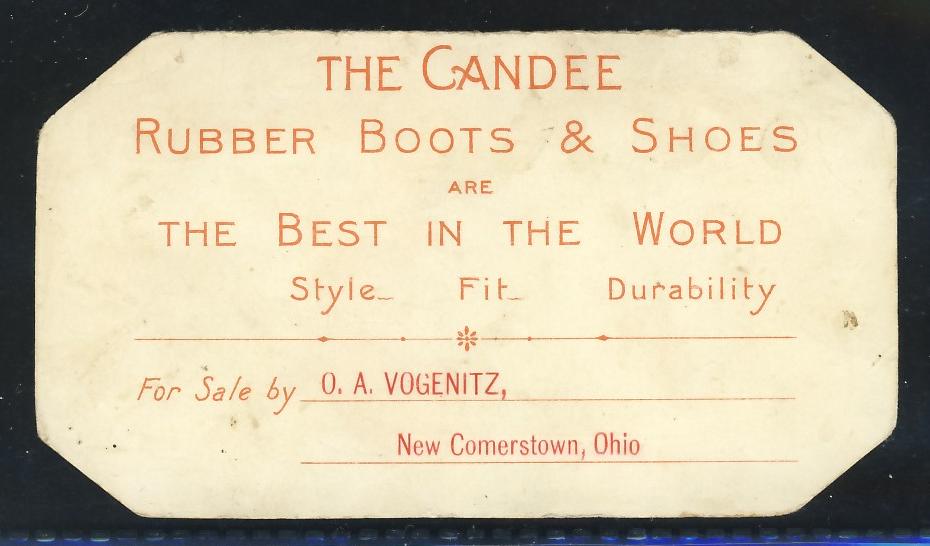 THE CANDEE
RUBBER BOOTS & SHOES
ARE
THE BEST IN THE WORLD
Style Fit Durability
For Sale by O. A. VOGENITZ,
New Comerstown, Ohio